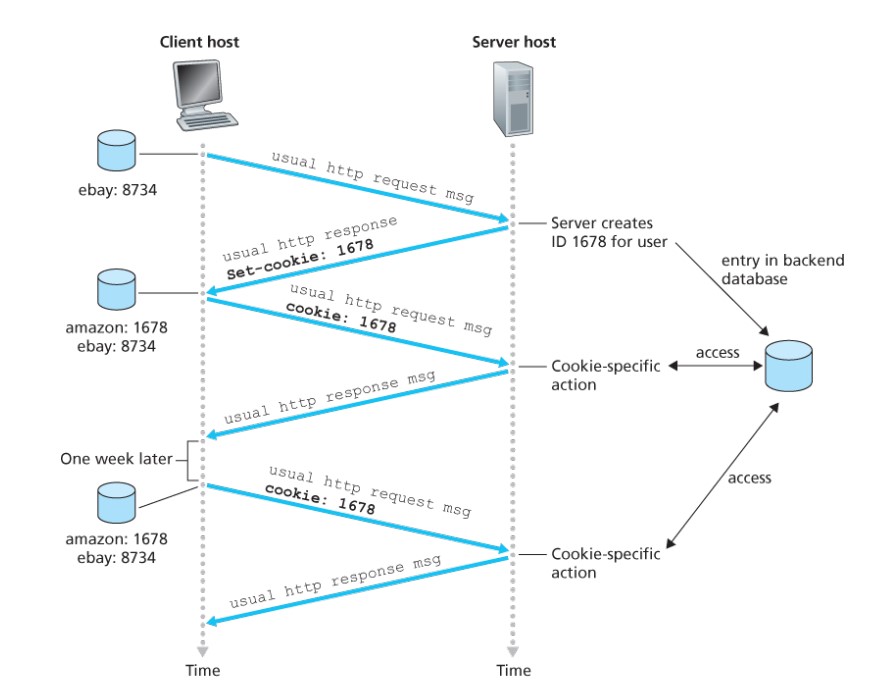 Client host
Server host
usual http request msg
ebay: 8734
Server creates
ID 1678 for user
entry in backend
database
usual http response
Set-cookie: 1678
amazon: 1678
ebay: 8734
usual http request msg
cookie: 1678
Cookie-specific
action
access
usual http response msg
One week later
access
usual http request msg
cookie: 1678
amazon: 1678
ebay: 8734
Cookie-specific
action
usual http response msg
Time
Time